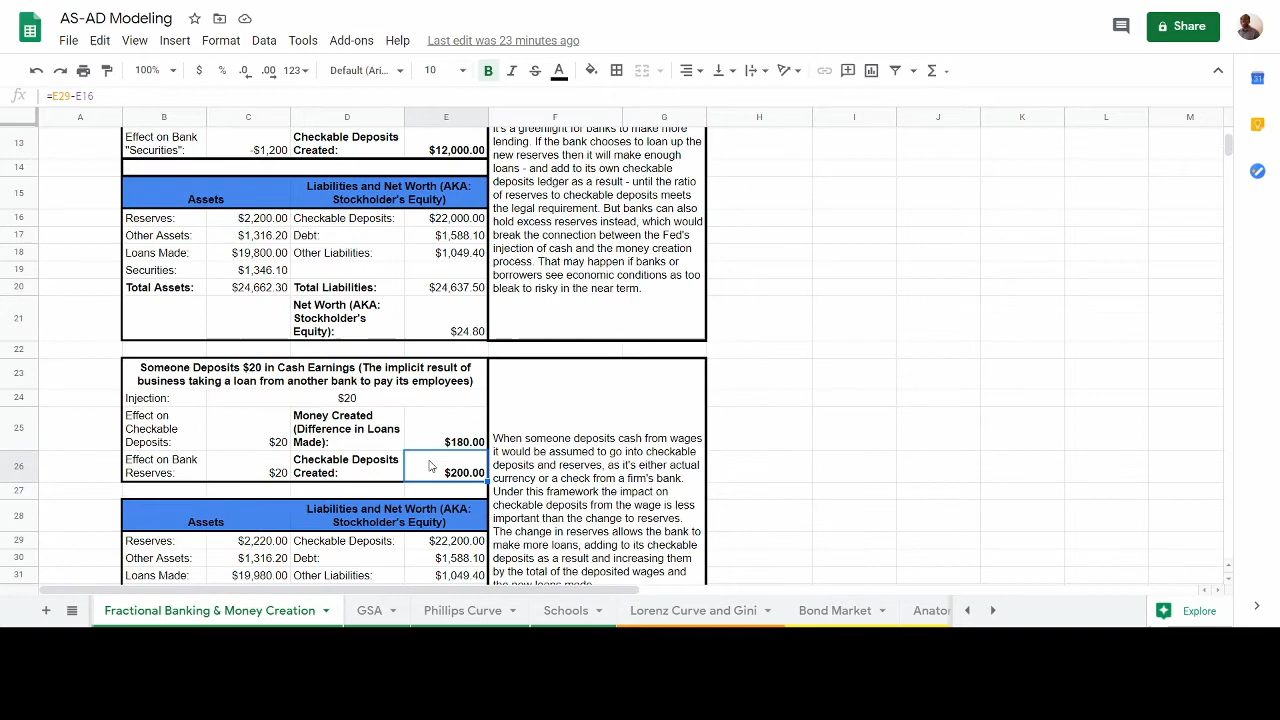 AS-AD Modeling
File Edit View Insert Format Data Tools Add-ons Help Last edit was 23 minutes ago
Share
100% $ % .0 .00 123 Default (Ari... 10 B I S A Σ
31
fx =E29-E16
A B C D E F G H I J K L M
13 Effect on Bank "Securities": -$1,200 Checkable Deposits Created: $12,000.00
14
15 Assets Liabilities and Net Worth (AKA: Stockholder's Equity)
16 Reserves: $2,200.00 Checkable Deposits: $22,000.00
17 Other Assets: $1,316.20 Debt: $1,588.10
18 Loans Made: $19,800.00 Other Liabilities: $1,049.40
19 Securities: $1,346.10
20 Total Assets: $24,662.30 Total Liabilities: $24,637.50
21 Net Worth (AKA: Stockholder's Equity): $24.80
it's a greenlight for banks to make more
lending. If the bank chooses to loan up the
new reserves then it will make enough
loans - and add to its own checkable
deposits ledger as a result - until the ratio
of reserves to checkable deposits meets
the legal requirement. But banks can also
hold excess reserves instead, which would
break the connection between the Fed's
injection of cash and the money creation
process. That may happen if banks or
borrowers see economic conditions as too
bleak to risky in the near term.
22
23 Someone Deposits $20 in Cash Earnings (The implicit result of
business taking a loan from another bank to pay its employees)
24 Injection: $20
25 Effect on Checkable Deposits: $20 Money Created (Difference in Loans Made): $180.00
26 Effect on Bank Reserves: $20 Checkable Deposits Created: $200.00
27
28 Assets Liabilities and Net Worth (AKA: Stockholder's Equity)
29 Reserves: $2,220.00 Checkable Deposits: $22,200.00
30 Other Assets: $1,316.20 Debt: $1,588.10
31 Loans Made: $19,980.00 Other Liabilities: $1,049.40
When someone deposits cash from wages
it would be assumed to go into checkable
deposits and reserves, as it's either actual
currency or a check from a firm's bank.
Under this framework the impact on
checkable deposits from the wage is less
important than the change to reserves.
The change in reserves allows the bank to
make more loans, adding to its checkable
deposits as a result and increasing them
by the total of the deposited wages and
the new loans made.
Fractional Banking & Money Creation GSA Phillips Curve Schools Lorenz Curve and Gini Bond Market Anator Explore